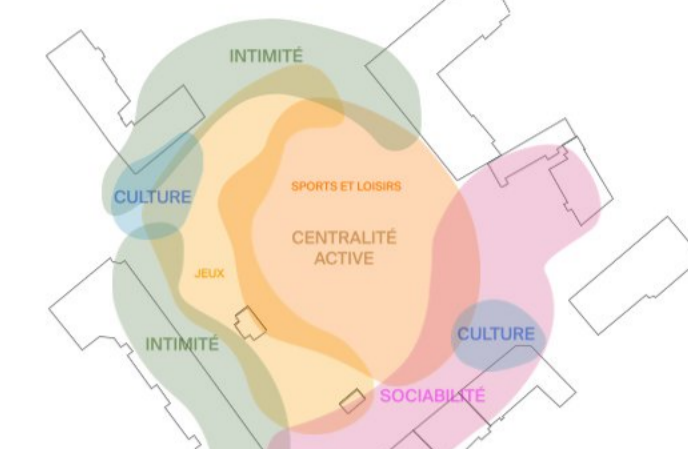 INTIMITÉ
SPORTS ET LOISIRS
CULTURE
CENTRALITÉ
ACTIVE
JEUX
CULTURE
INTIMITÉ
SOCIABILITÉ